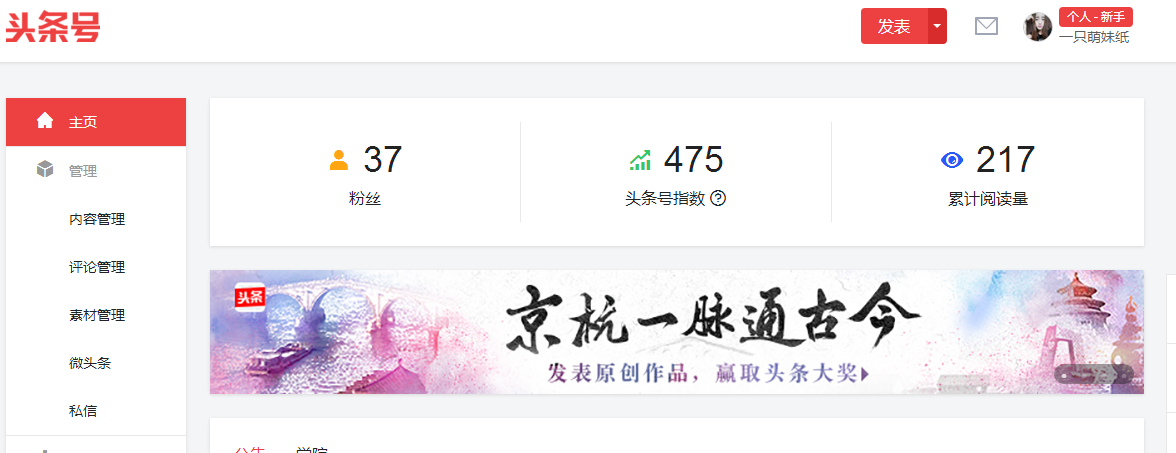 头条号
发表
个人 - 新手
一只萌妹纸
主页
管理
内容管理
评论管理
素材管理
微头条
私信
37
粉丝
475
头条号指数
217
累计阅读量
头条
京杭一脉通古今
发表原创作品，赢取头条大奖
公告
学院